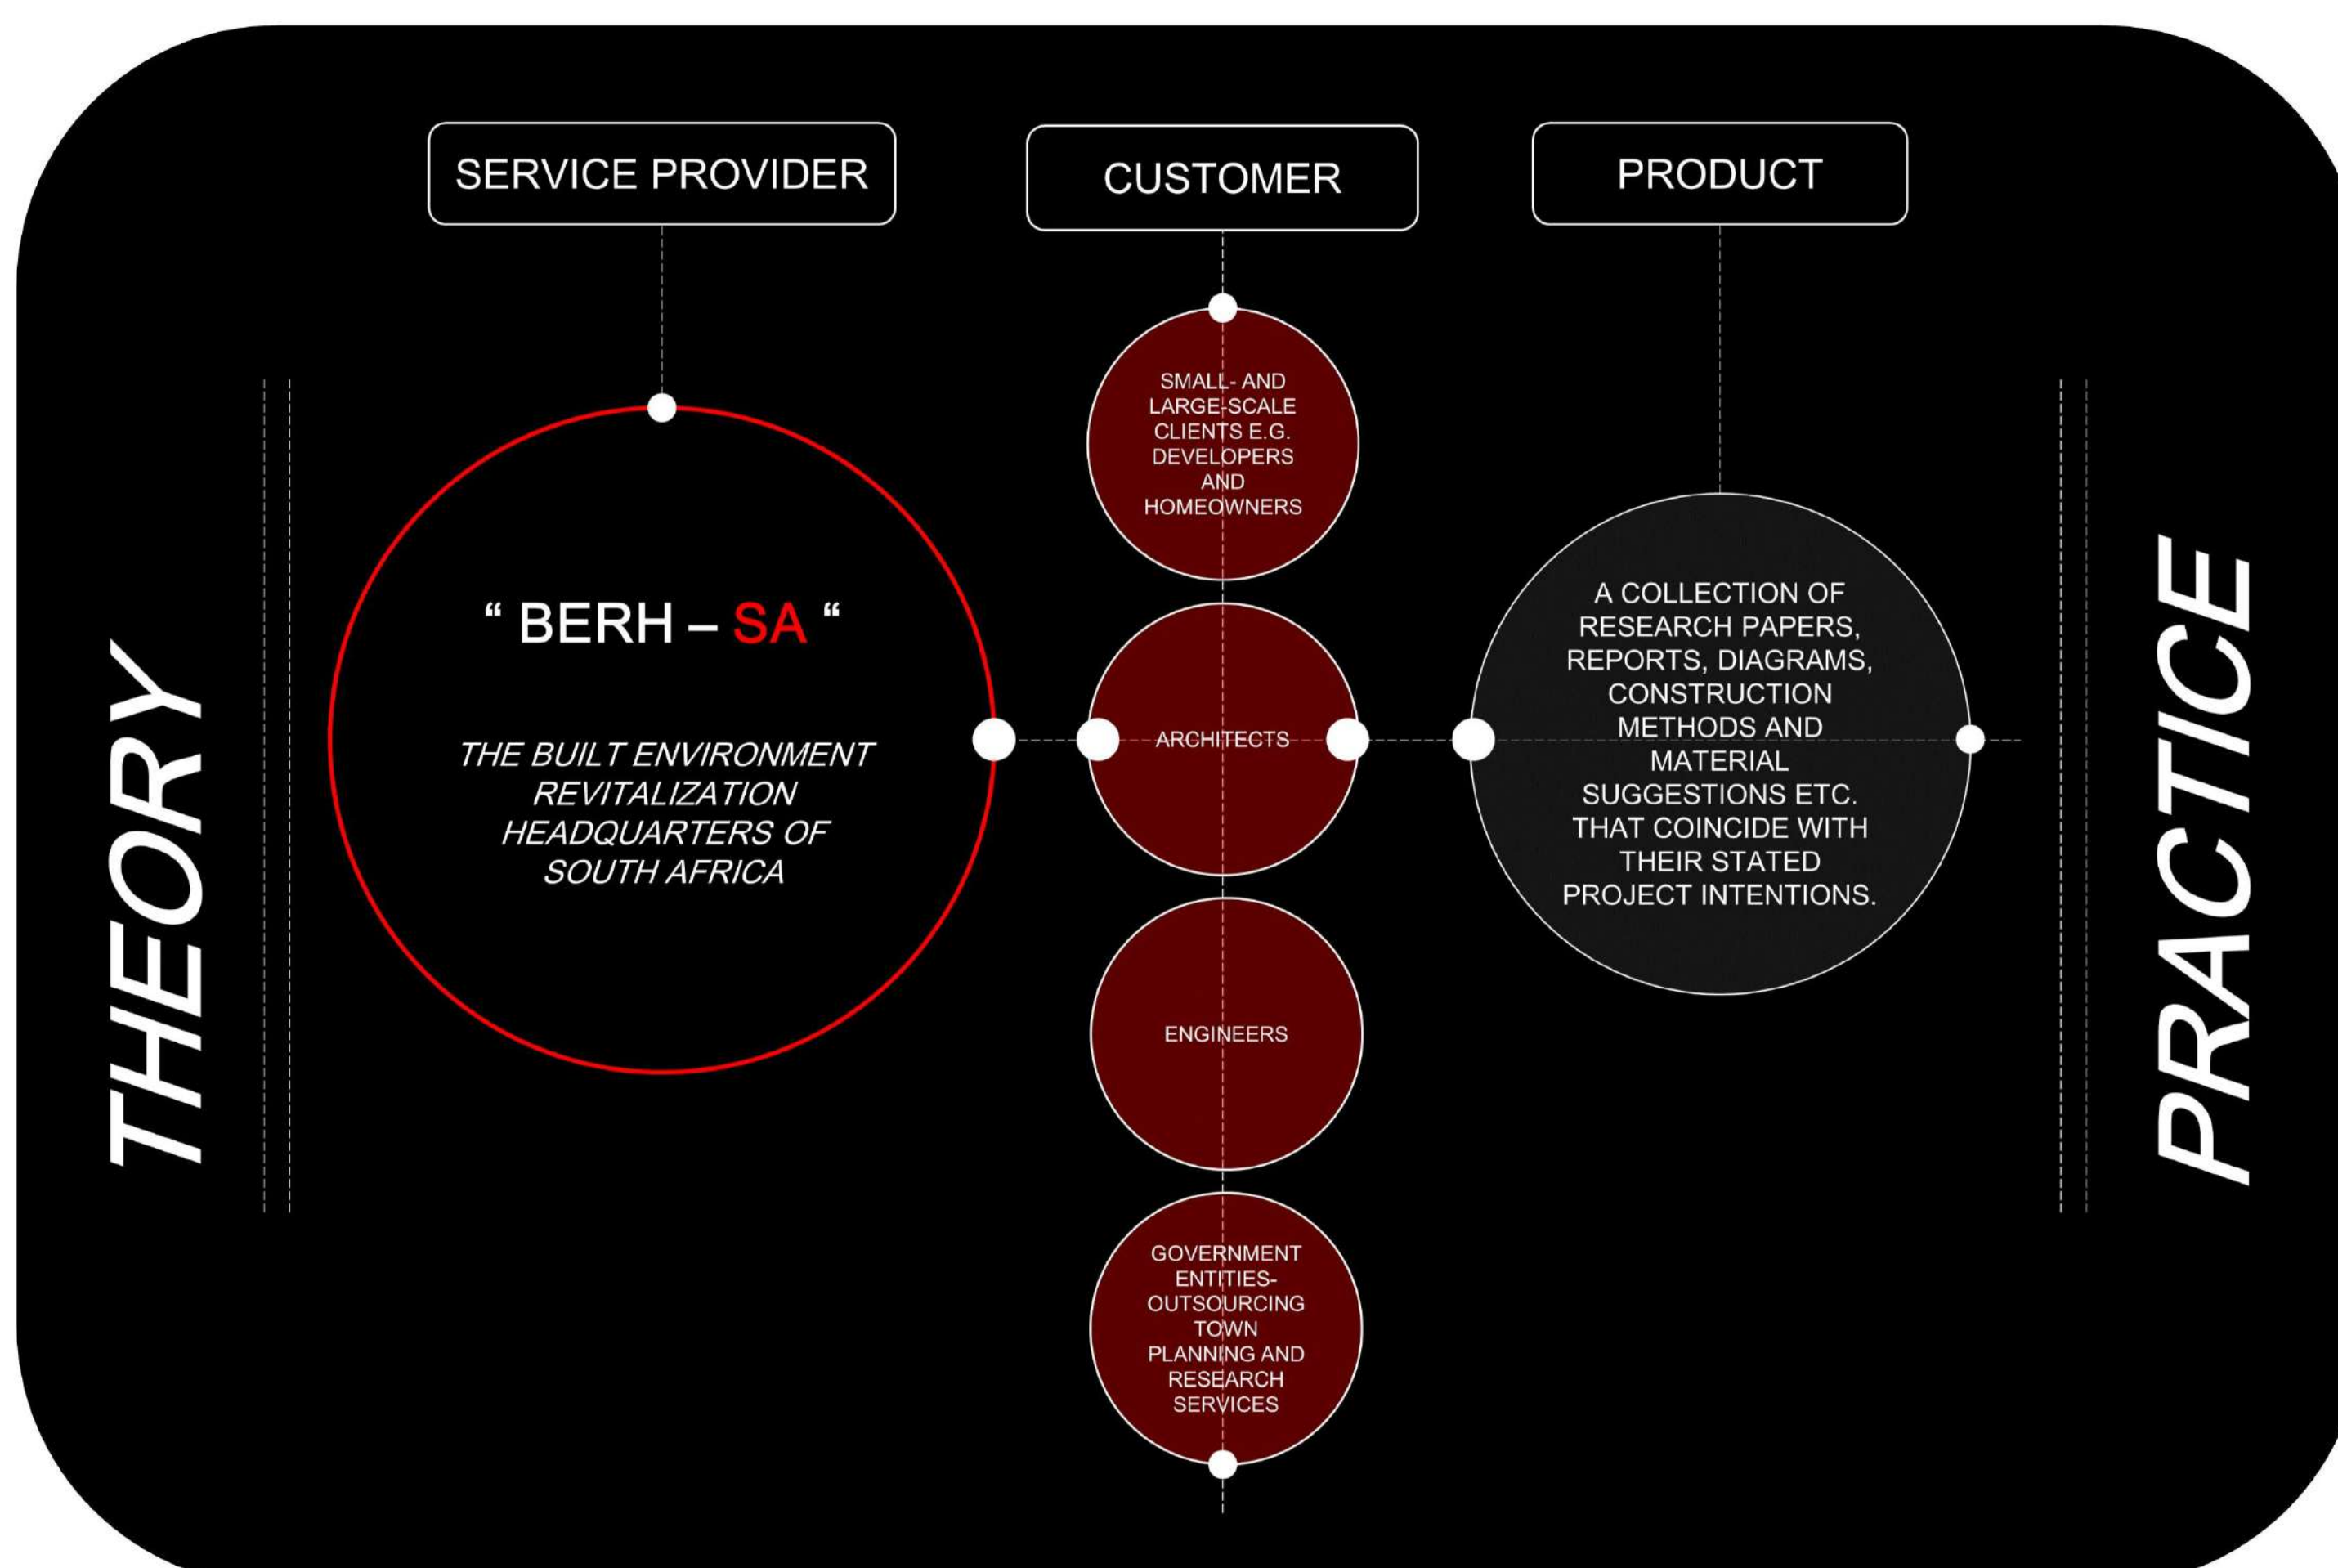 SERVICE PROVIDER
CUSTOMER
PRODUCT
THEORY
“ BERH – SA “
THE BUILT ENVIRONMENT
REVITALIZATION
HEADQUARTERS OF
SOUTH AFRICA
SMALL- AND
LARGE-SCALE
CLIENTS E.G.
DEVELOPERS
AND
HOMEOWNERS
ARCHITECTS
ENGINEERS
GOVERNMENT
ENTITIES-
OUTSOURCING
TOWN
PLANNING AND
RESEARCH
SERVICES
A COLLECTION OF
RESEARCH PAPERS,
REPORTS, DIAGRAMS,
CONSTRUCTION
METHODS AND
MATERIAL
SUGGESTIONS ETC.
THAT COINCIDE WITH
THEIR STATED
PROJECT INTENTIONS.
PRACTICE